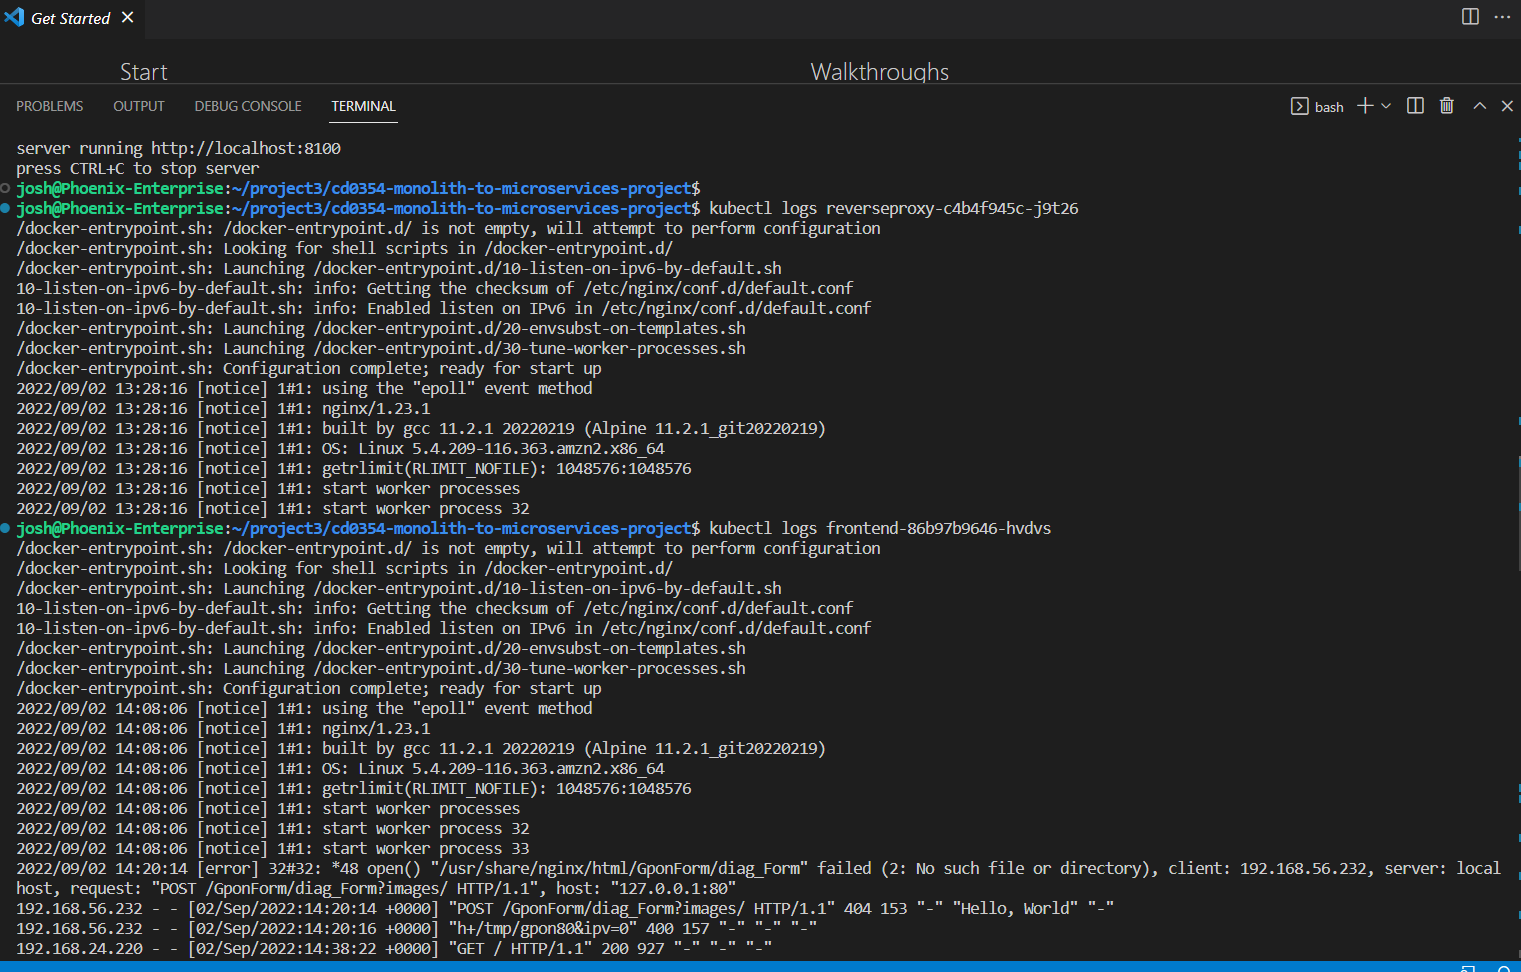 Get Started
Start
Walkthroughs
PROBLEMS OUTPUT DEBUG CONSOLE TERMINAL bash
server running http://localhost:8100
press CTRL+C to stop server
josh@Phoenix-Enterprise:~/project3/cd0354-monolith-to-microservices-project$
josh@Phoenix-Enterprise:~/project3/cd0354-monolith-to-microservices-project$ kubectl logs reverseproxy-c4b4f945c-j9t26
/docker-entrypoint.sh: /docker-entrypoint.d/ is not empty, will attempt to perform configuration
/docker-entrypoint.sh: Looking for shell scripts in /docker-entrypoint.d/
/docker-entrypoint.sh: Launching /docker-entrypoint.d/10-listen-on-ipv6-by-default.sh
10-listen-on-ipv6-by-default.sh: info: Getting the checksum of /etc/nginx/conf.d/default.conf
10-listen-on-ipv6-by-default.sh: info: Enabled listen on IPv6 in /etc/nginx/conf.d/default.conf
/docker-entrypoint.sh: Launching /docker-entrypoint.d/20-envsubst-on-templates.sh
/docker-entrypoint.sh: Launching /docker-entrypoint.d/30-tune-worker-processes.sh
/docker-entrypoint.sh: Configuration complete; ready for start up
2022/09/02 13:28:16 [notice] 1#1: using the "epoll" event method
2022/09/02 13:28:16 [notice] 1#1: nginx/1.23.1
2022/09/02 13:28:16 [notice] 1#1: built by gcc 11.2.1 20220219 (Alpine 11.2.1_git20220219)
2022/09/02 13:28:16 [notice] 1#1: OS: Linux 5.4.209-116.363.amzn2.x86_64
2022/09/02 13:28:16 [notice] 1#1: getrlimit(RLIMIT_NOFILE): 1048576:1048576
2022/09/02 13:28:16 [notice] 1#1: start worker processes
2022/09/02 13:28:16 [notice] 1#1: start worker process 32
josh@Phoenix-Enterprise:~/project3/cd0354-monolith-to-microservices-project$ kubectl logs frontend-86b97b9646-hvdvs
/docker-entrypoint.sh: /docker-entrypoint.d/ is not empty, will attempt to perform configuration
/docker-entrypoint.sh: Looking for shell scripts in /docker-entrypoint.d/
/docker-entrypoint.sh: Launching /docker-entrypoint.d/10-listen-on-ipv6-by-default.sh
10-listen-on-ipv6-by-default.sh: info: Getting the checksum of /etc/nginx/conf.d/default.conf
10-listen-on-ipv6-by-default.sh: info: Enabled listen on IPv6 in /etc/nginx/conf.d/default.conf
/docker-entrypoint.sh: Launching /docker-entrypoint.d/20-envsubst-on-templates.sh
/docker-entrypoint.sh: Launching /docker-entrypoint.d/30-tune-worker-processes.sh
/docker-entrypoint.sh: Configuration complete; ready for start up
2022/09/02 14:08:06 [notice] 1#1: using the "epoll" event method
2022/09/02 14:08:06 [notice] 1#1: nginx/1.23.1
2022/09/02 14:08:06 [notice] 1#1: built by gcc 11.2.1 20220219 (Alpine 11.2.1_git20220219)
2022/09/02 14:08:06 [notice] 1#1: OS: Linux 5.4.209-116.363.amzn2.x86_64
2022/09/02 14:08:06 [notice] 1#1: getrlimit(RLIMIT_NOFILE): 1048576:1048576
2022/09/02 14:08:06 [notice] 1#1: start worker processes
2022/09/02 14:08:06 [notice] 1#1: start worker process 32
2022/09/02 14:08:06 [notice] 1#1: start worker process 33
2022/09/02 14:20:14 [error] 32#32: *48 open() "/usr/share/nginx/html/GponForm/diag_Form" failed (2: No such file or directory), client: 192.168.56.232, server: local
host, request: "POST /GponForm/diag_Form?images/ HTTP/1.1", host: "127.0.0.1:80"
192.168.56.232 - - [02/Sep/2022:14:20:14 +0000] "POST /GponForm/diag_Form?images/ HTTP/1.1" 404 153 "-" "Hello, World" "-"
192.168.56.232 - - [02/Sep/2022:14:20:16 +0000] "h+/tmp/gpon80&ipv=0" 400 157 "-" "-" "-"
192.168.24.220 - - [02/Sep/2022:14:38:22 +0000] "GET / HTTP/1.1" 200 927 "-" "-" "-"